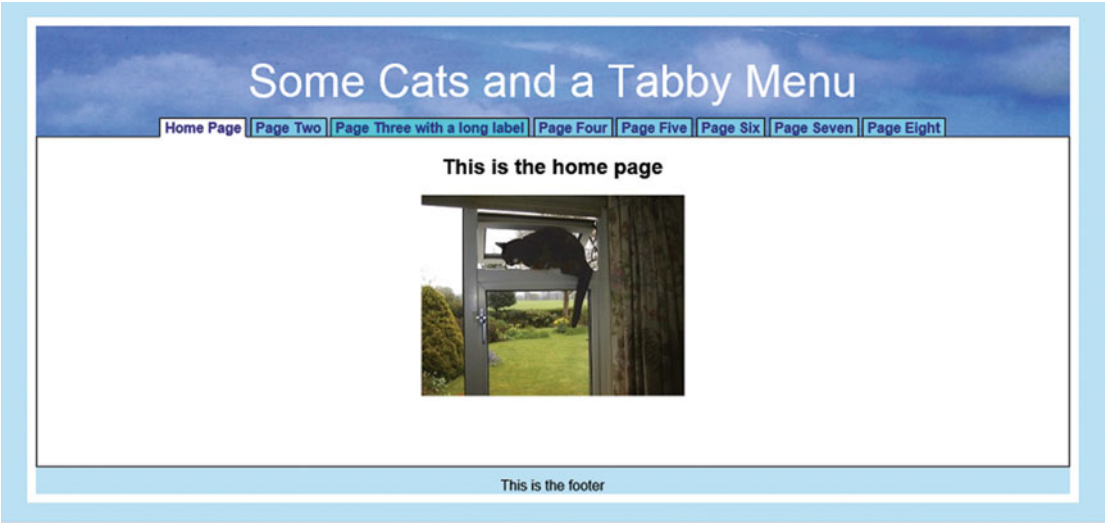 Some Cats and a Tabby Menu
Home Page Page Two Page Three with a long label Page Four Page Five Page Six Page Seven Page Eight
This is the home page
This is the footer